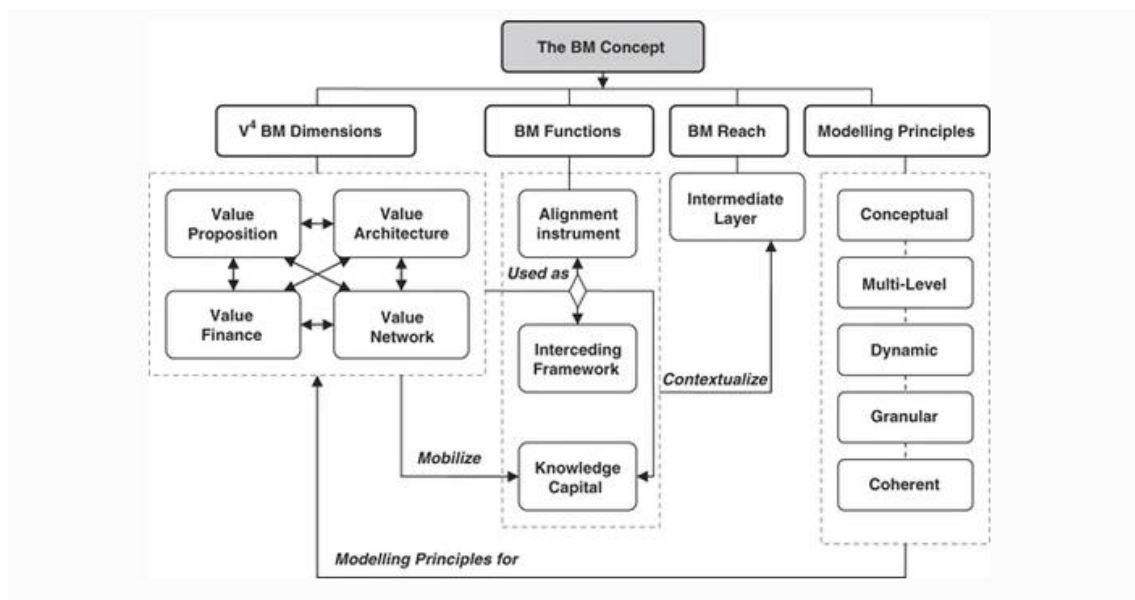 The BM Concept
V⁴ BM Dimensions
BM Functions
BM Reach
Modelling Principles
Value
Proposition
Value
Architecture
Value
Finance
Value
Network
Alignment
instrument
Used as
Interceding
Framework
Knowledge
Capital
Mobilize
Intermediate
Layer
Contextualize
Conceptual
Multi-Level
Dynamic
Granular
Coherent
Modelling Principles for